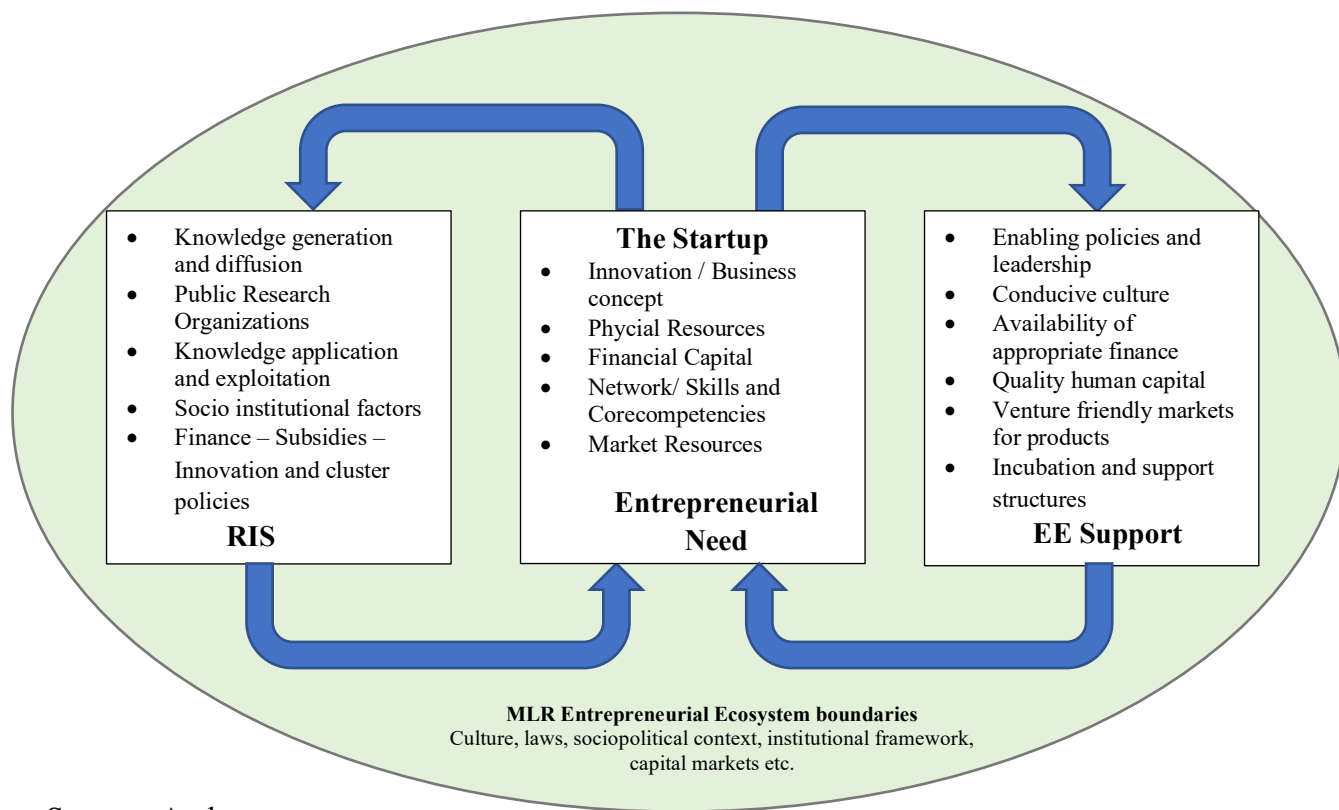 • Knowledge generation
and diffusion
• Public Research
Organizations
• Knowledge application
and exploitation
• Socio institutional factors
• Finance – Subsidies –
Innovation and cluster
policies
RIS
The Startup
• Innovation / Business
concept
• Phycial Resources
• Financial Capital
• Network/ Skills and
Corecompetencies
• Market Resources
Entrepreneurial
Need
• Enabling policies and
leadership
• Conducive culture
• Availability of
appropriate finance
• Quality human capital
• Venture friendly markets
for products
• Incubation and support
structures
EE Support
MLR Entrepreneurial Ecosystem boundaries
Culture, laws, sociopolitical context, institutional framework,
capital markets etc.